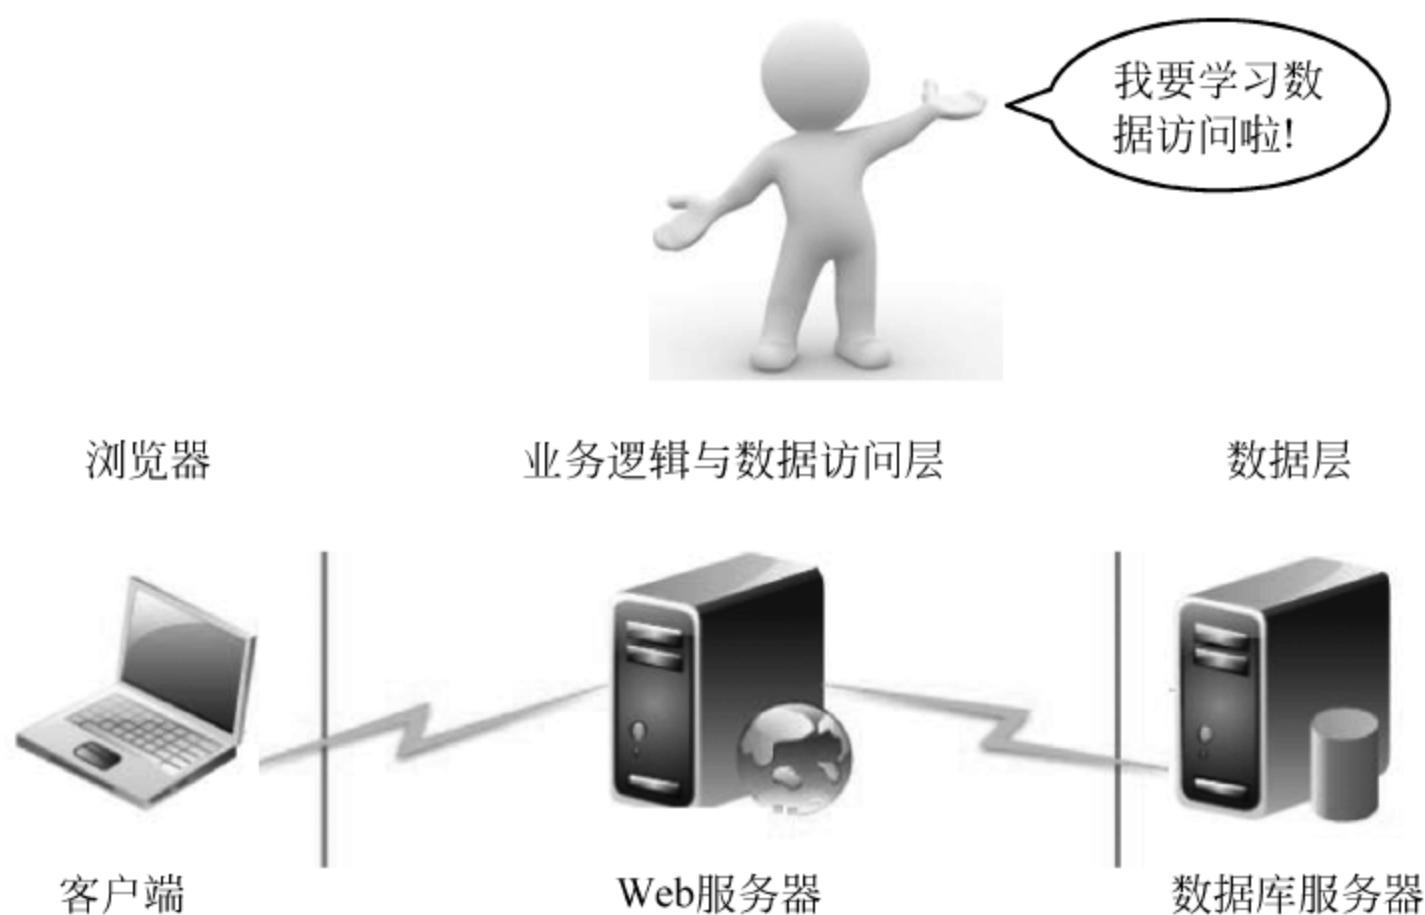 我要学习数
据访问啦!
浏览器
业务逻辑与数据访问层
数据层
客户端
Web服务器
数据库服务器